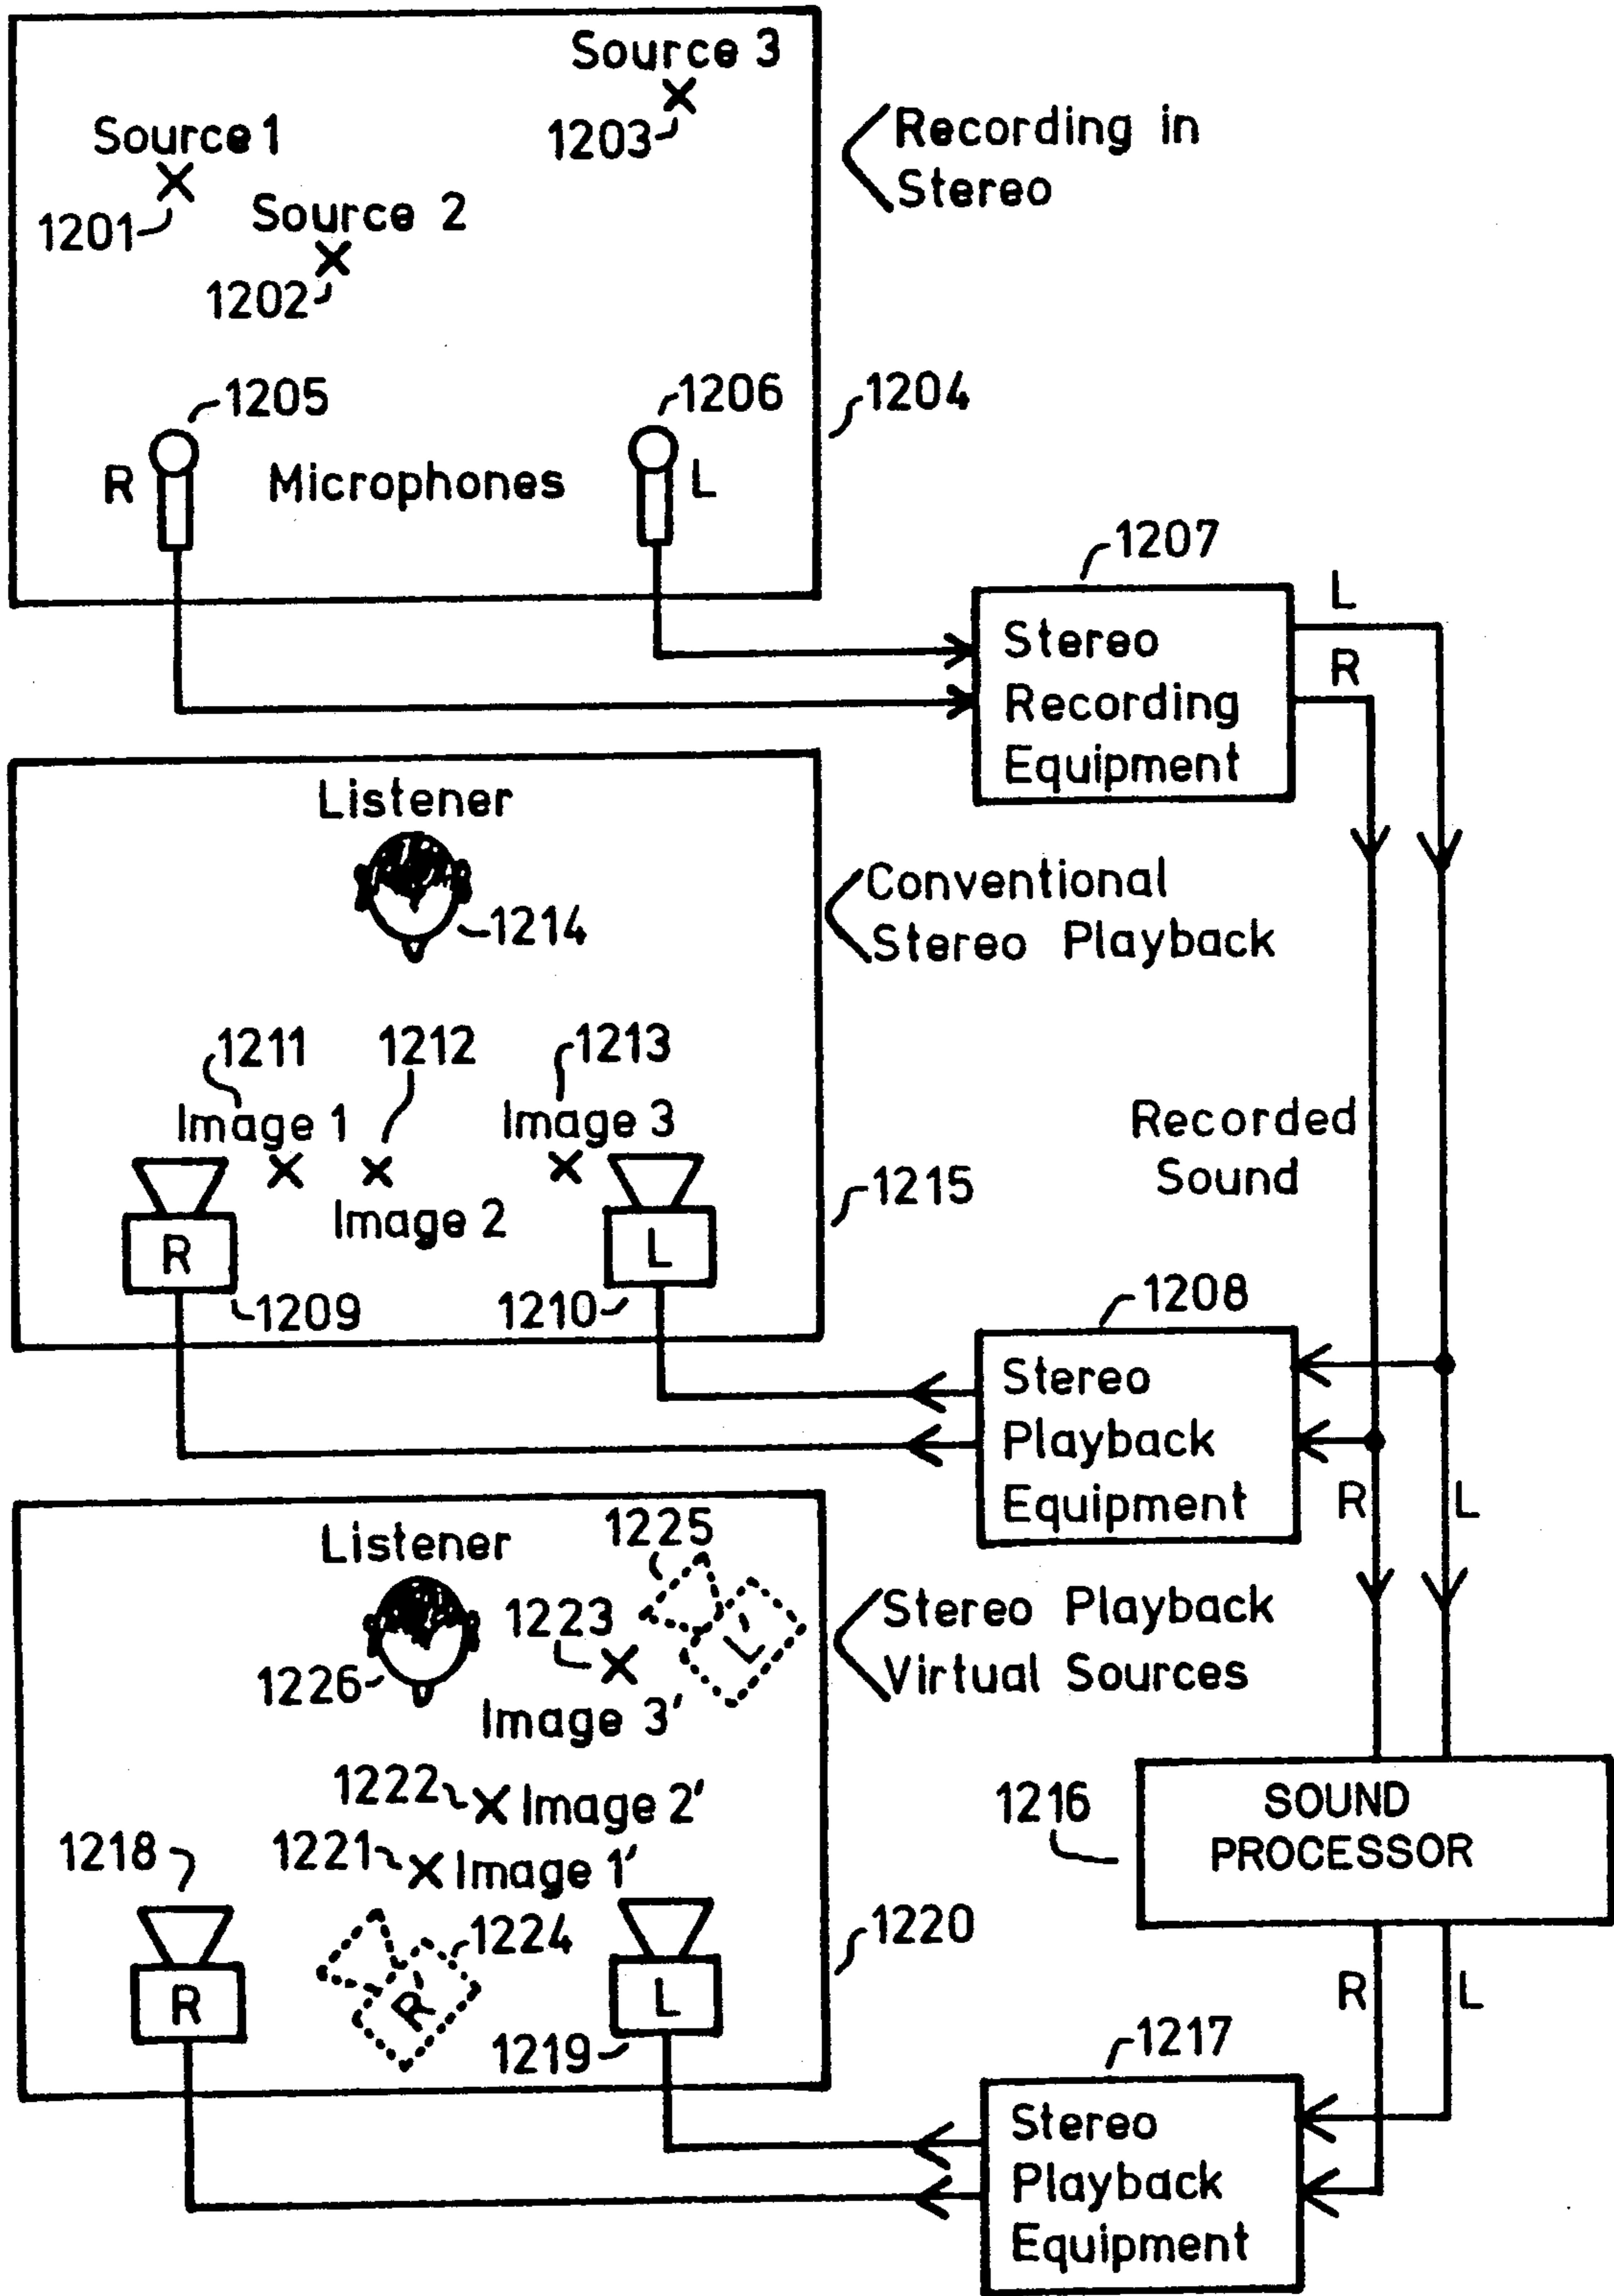 Source 3
1203
Source 1
1201
Source 2
1202
Recording in
Stereo
1205
1206
1204
R
Microphones
L
1207
Stereo
Recording
Equipment
L
R
Listener
1214
Conventional
Stereo Playback
1211
1212
1213
Image 1
Image 3
Image 2
R
L
1209
1210
1215
Recorded
Sound
1208
Stereo
Playback
Equipment
R
L
Listener
1225
1223
L'
1226
Image 3'
Stereo Playback
Virtual Sources
1222
Image 2'
1218
1221
Image 1'
1224
R
R'
L
1219
1220
1216
SOUND
PROCESSOR
R
L
1217
Stereo
Playback
Equipment